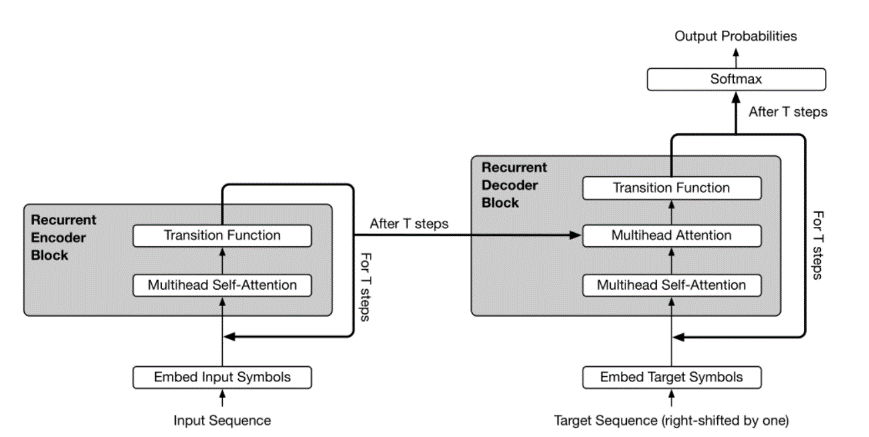 Output Probabilities
Softmax
After T steps
Recurrent
Decoder
Block
Transition Function
Multihead Attention
Multihead Self-Attention
For T steps
Embed Target Symbols
Target Sequence (right-shifted by one)
Recurrent
Encoder
Block
Transition Function
Multihead Self-Attention
After T steps
For T steps
Embed Input Symbols
Input Sequence